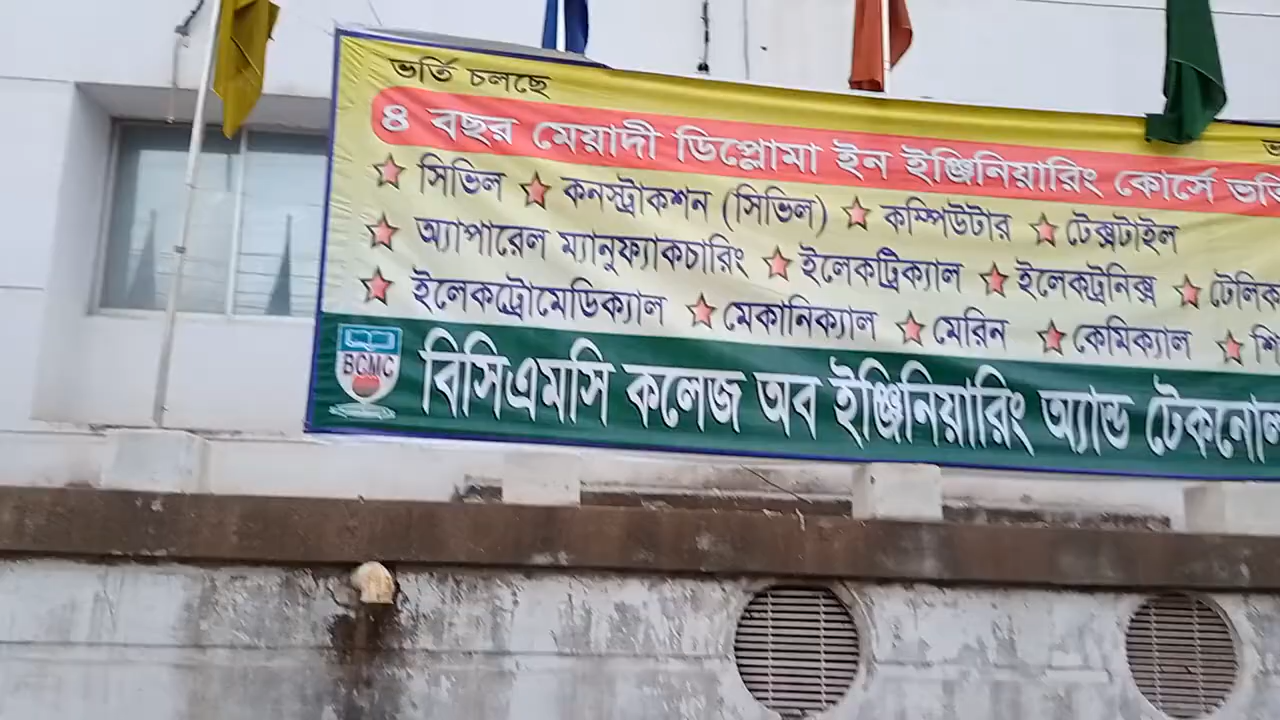 ভর্তি চলছে
৪ বছর মেয়াদী ডিপ্লোমা ইন ইঞ্জিনিয়ারিং কোর্সে
সিভিল কনস্ট্রাকশন (সিভিল) কম্পিউটার টেক্সটাইল
অ্যাপারেল ম্যানুফ্যাকচারিং ইলেকট্রিক্যাল ইলেকট্রনিক্স
ইলেকট্রোমেডিক্যাল মেকানিক্যাল মেরিন কেমিক্যাল
BCMC
বিসিএমসি কলেজ অব ইঞ্জিনিয়ারিং অ্যান্ড